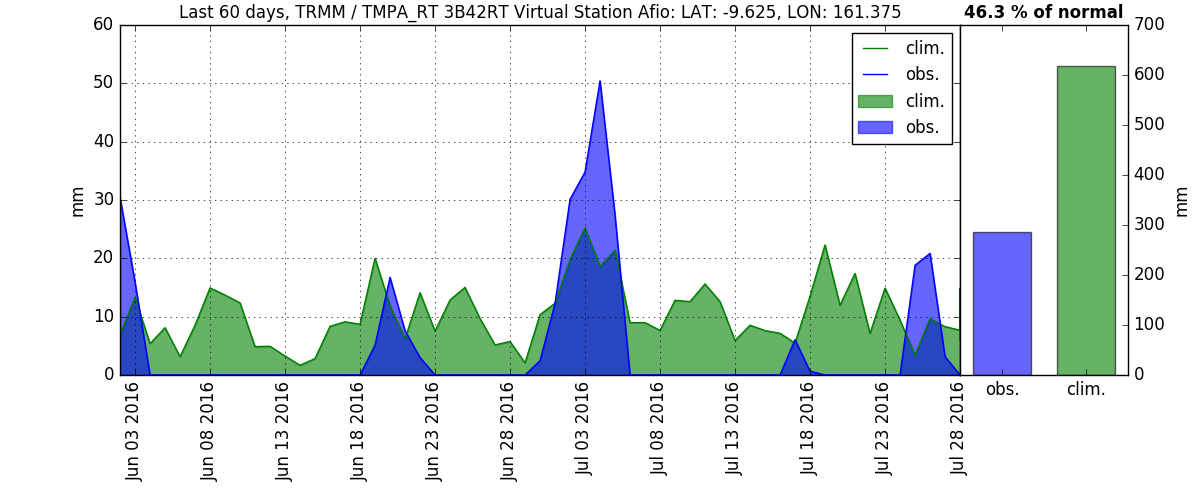 Last 60 days, TRMM / TMPA_RT 3B42RT Virtual Station Afio: LAT: -9.625, LON: 161.375
46.3 % of normal
60
50
40
30
20
10
0
mm
clim.
obs.
clim.
obs.
Jun 03 2016
Jun 08 2016
Jun 13 2016
Jun 18 2016
Jun 23 2016
Jun 28 2016
Jul 03 2016
Jul 08 2016
Jul 13 2016
Jul 18 2016
Jul 23 2016
Jul 28 2016
700
600
500
400
300
200
100
0
mm
obs.
clim.